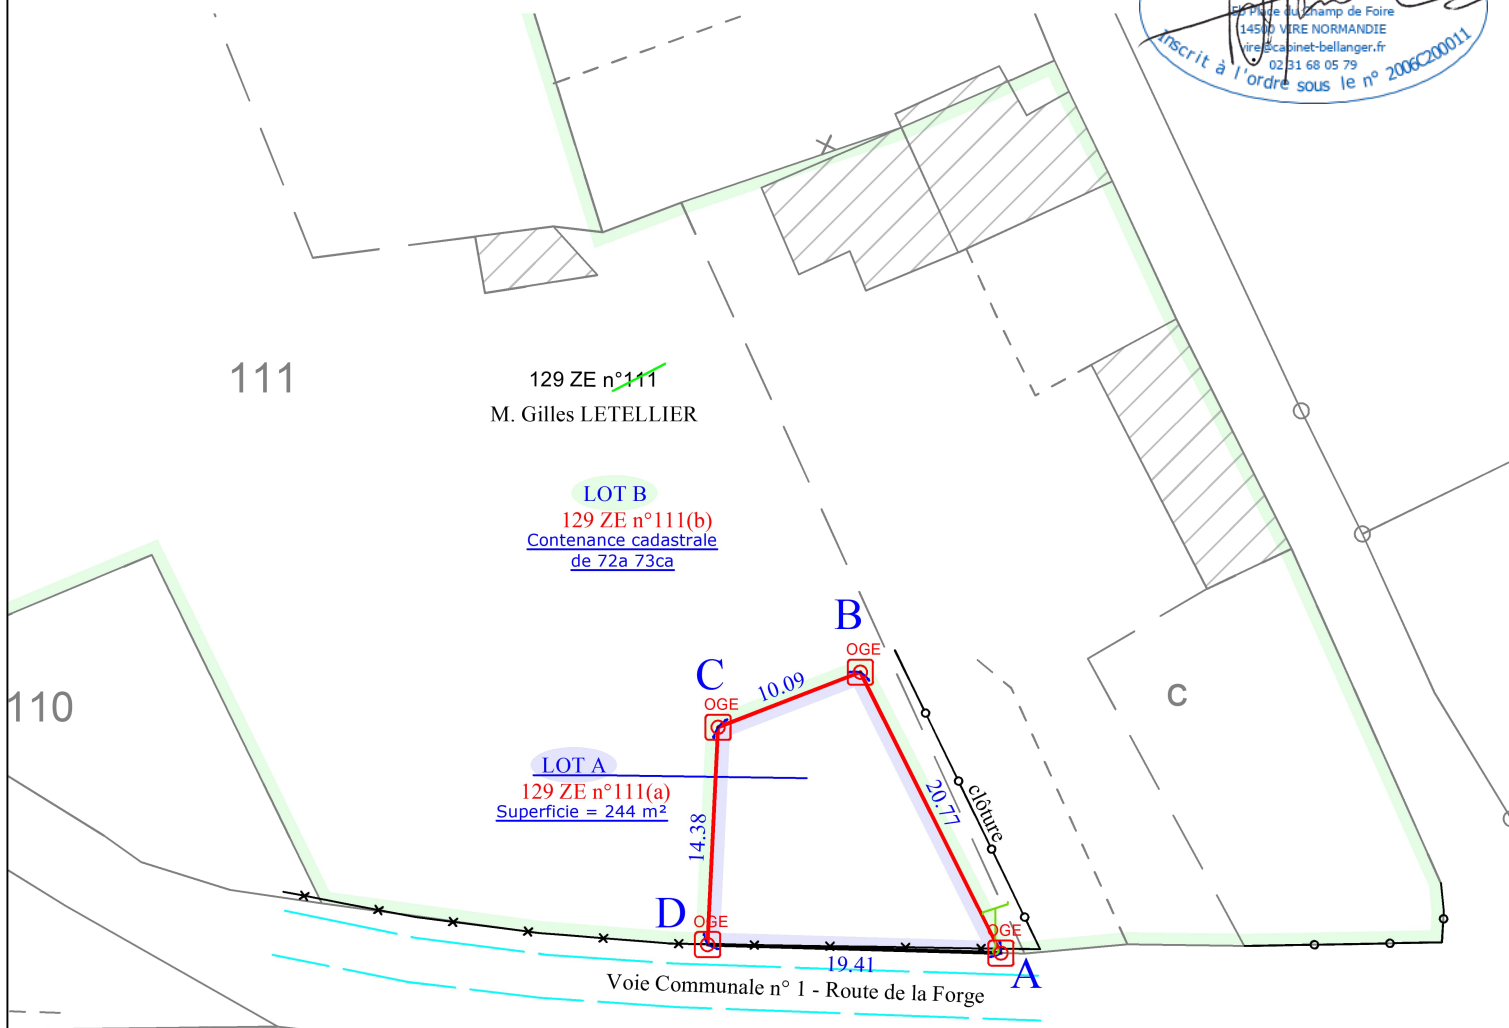 5b Place du Champ de Foire
14500 VIRE NORMANDIE
vire@cabinet-bellanger.fr
02 31 68 05 79
Inscrit à l'ordre sous le n° 2006C200011
111
129 ZE n°111
M. Gilles LETELLIER
LOT B
129 ZE n°111(b)
Contenance cadastrale
de 72a 73ca
B
OGE
C
OGE
10.09
110
c
LOT A
129 ZE n°111(a)
Superficie = 244 m²
14.38
20.77
clôture
D
OGE
OGE
A
19.41
Voie Communale n° 1 - Route de la Forge